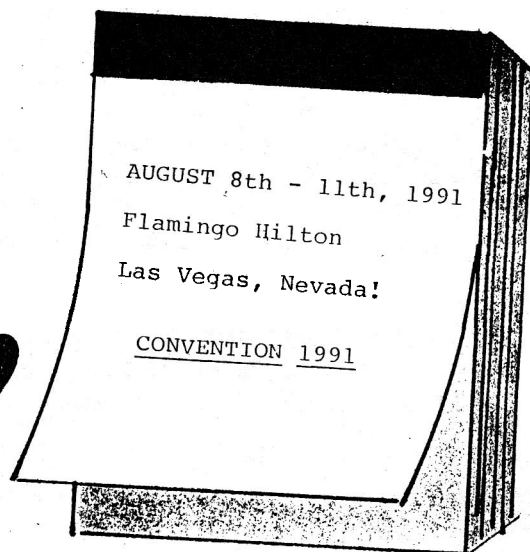 AUGUST 8th - 11th, 1991
Flamingo Hilton
Las Vegas, Nevada!
CONVENTION 1991